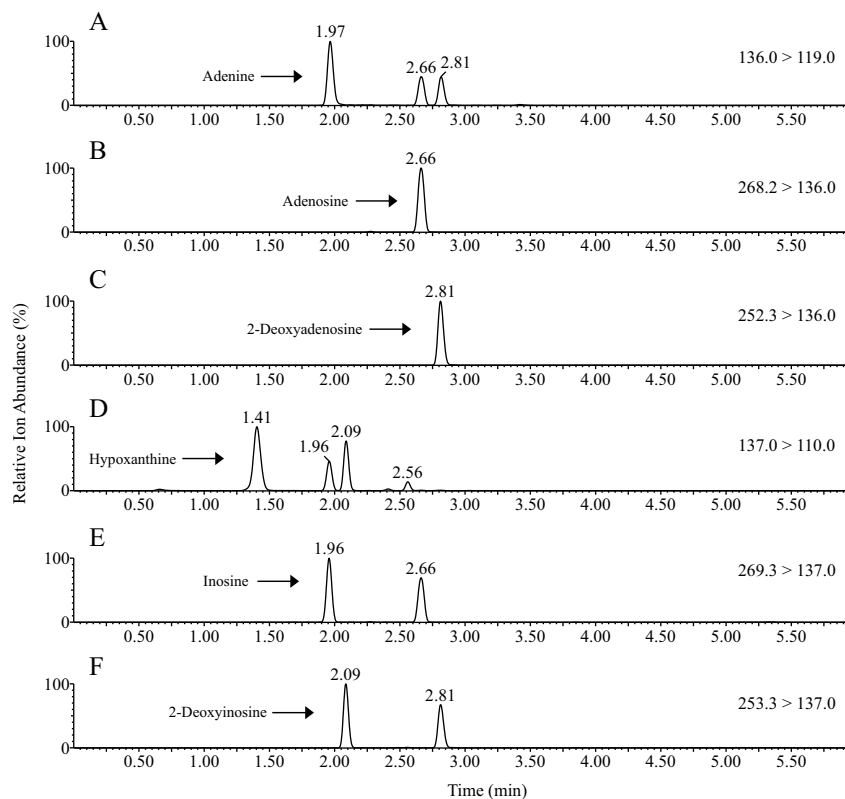 A
100
0
1.97
2.66
2.81
Adenine
136.0 > 119.0
0.50 1.00 1.50 2.00 2.50 3.00 3.50 4.00 4.50 5.00 5.50
B
100
0
2.66
Adenosine
268.2 > 136.0
0.50 1.00 1.50 2.00 2.50 3.00 3.50 4.00 4.50 5.00 5.50
C
100
0
2.81
2-Deoxyadenosine
252.3 > 136.0
0.50 1.00 1.50 2.00 2.50 3.00 3.50 4.00 4.50 5.00 5.50
D
100
0
1.41
1.96
2.09
2.56
Hypoxanthine
137.0 > 110.0
0.50 1.00 1.50 2.00 2.50 3.00 3.50 4.00 4.50 5.00 5.50
E
100
0
1.96
2.66
Inosine
269.3 > 137.0
0.50 1.00 1.50 2.00 2.50 3.00 3.50 4.00 4.50 5.00 5.50
F
100
0
2.09
2.81
2-Deoxyinosine
253.3 > 137.0
0.50 1.00 1.50 2.00 2.50 3.00 3.50 4.00 4.50 5.00 5.50
Relative Ion Abundance (%)
Time (min)